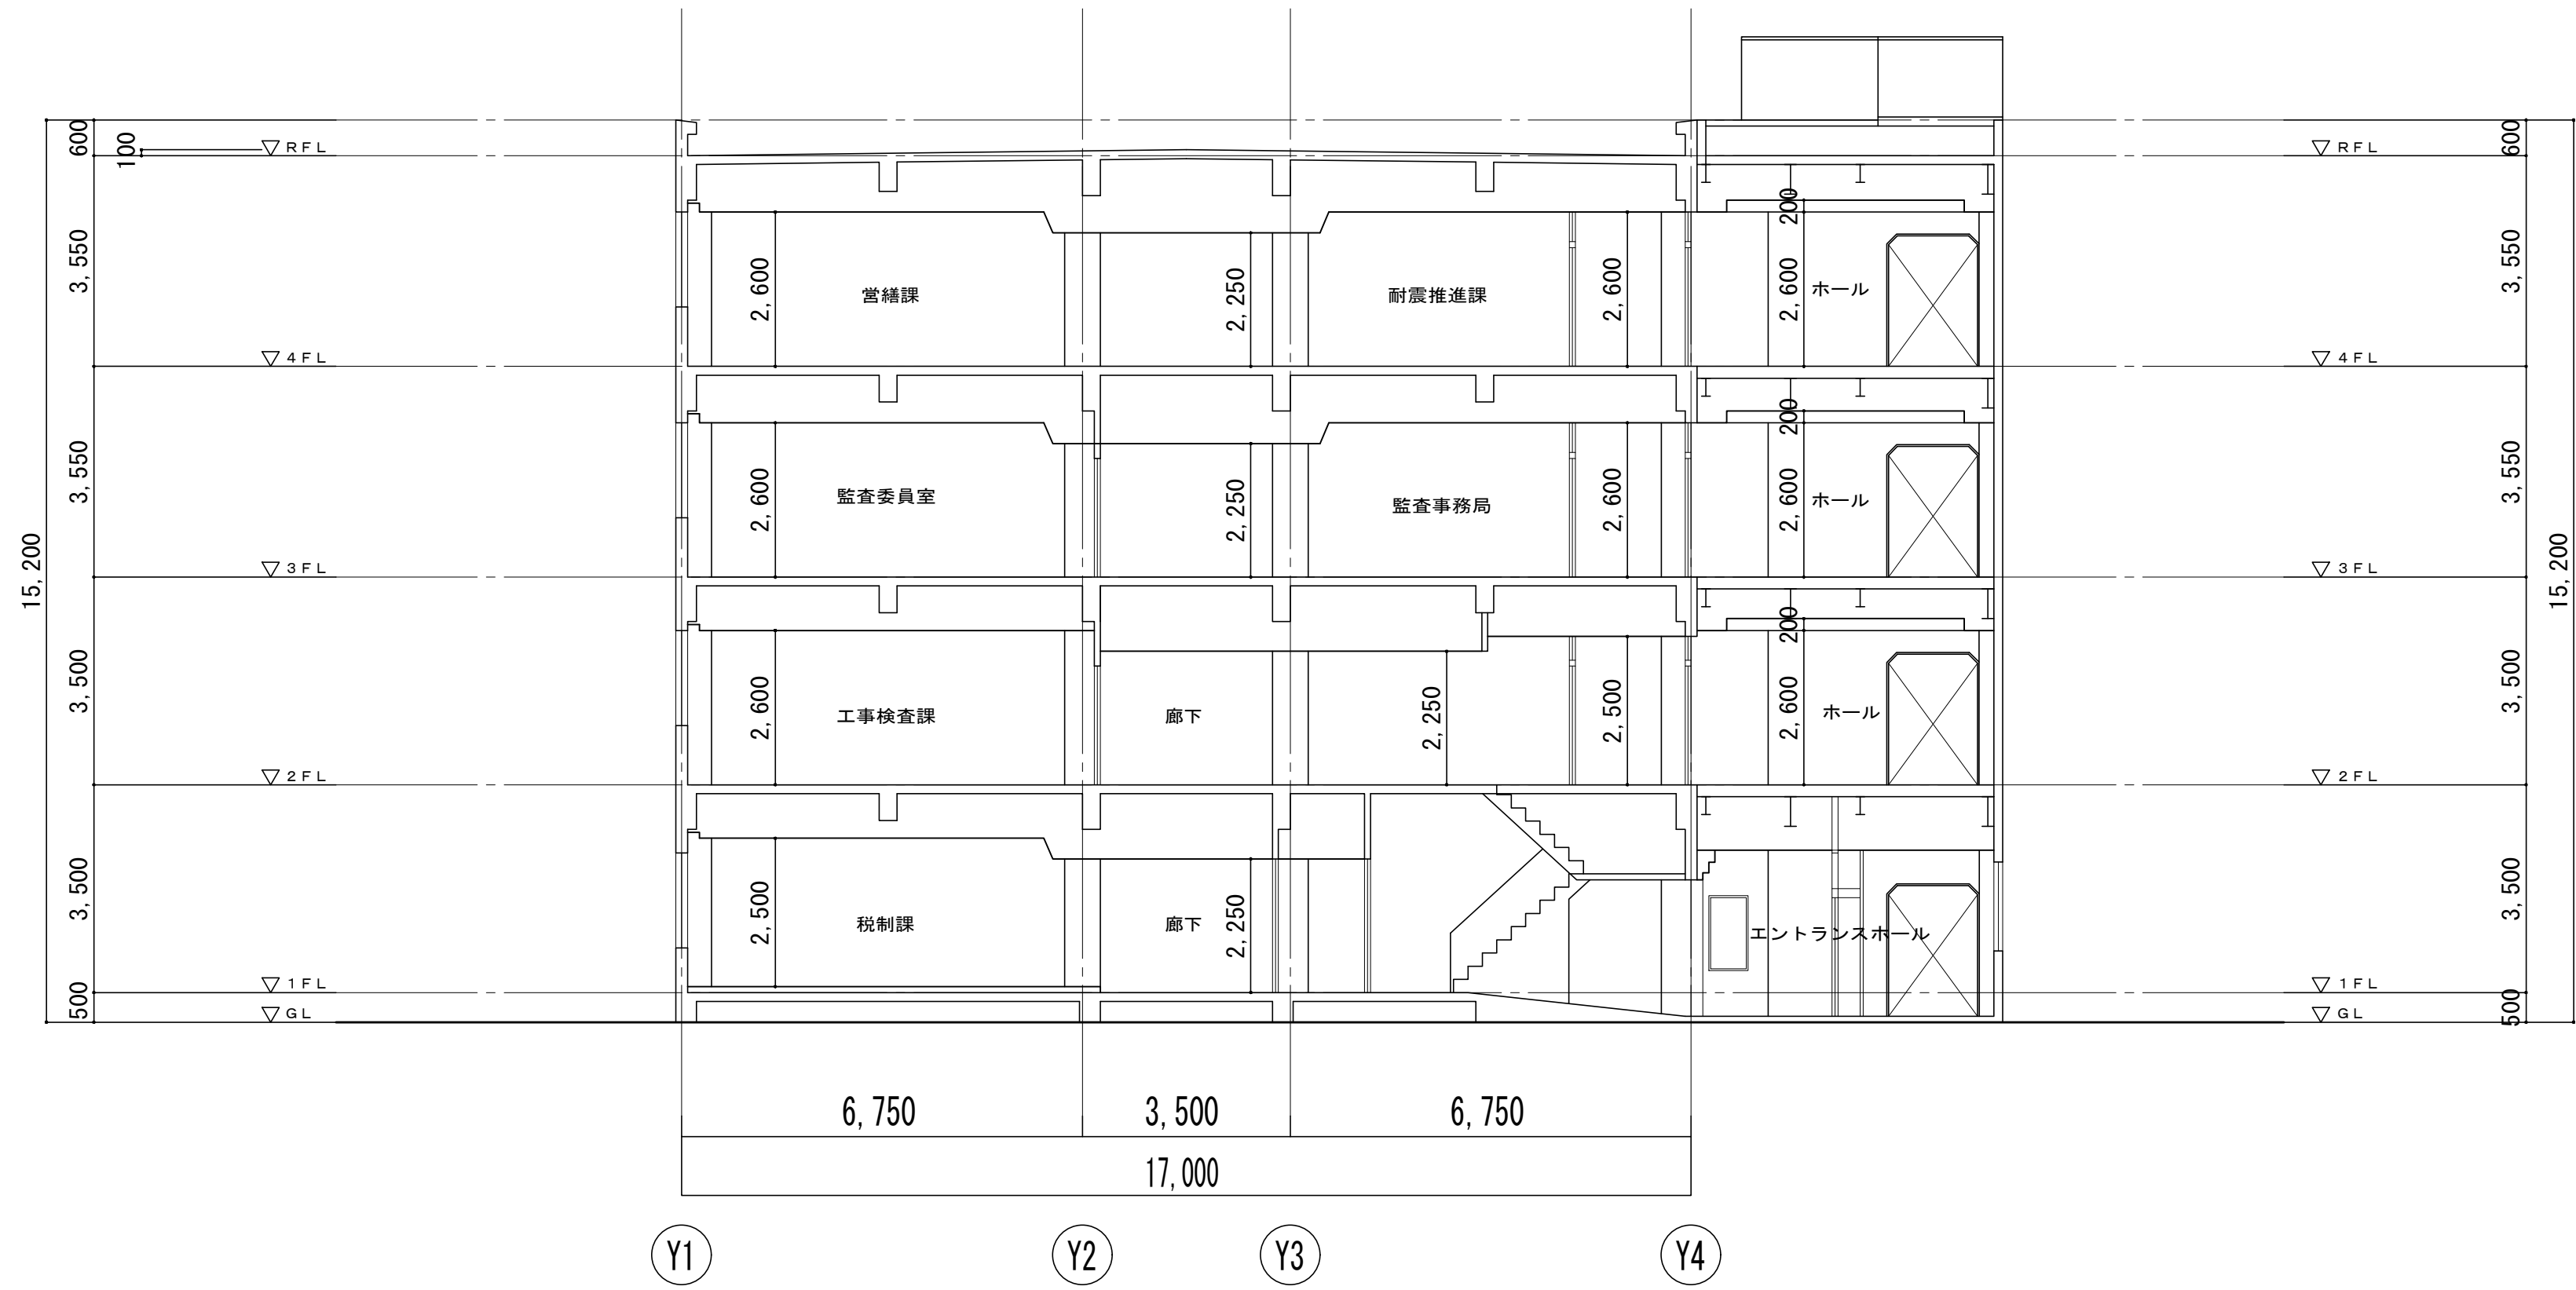 600
100
RFL
RFL
600
3,550
2,600
営繕課
2,250
耐震推進課
2,600
200
2,600
ホール
3,550
4FL
4FL
3,550
2,600
監査委員室
2,250
監査事務局
2,600
200
2,600
ホール
3,550
15,200
15,200
3FL
3FL
3,500
2,600
工事検査課
廊下
2,250
2,500
200
2,600
ホール
3,500
2FL
2FL
3,500
2,500
税制課
廊下
2,250
エントランスホール
3,500
1FL
1FL
500
500
GL
GL
6,750
3,500
6,750
17,000
Y1
Y2
Y3
Y4